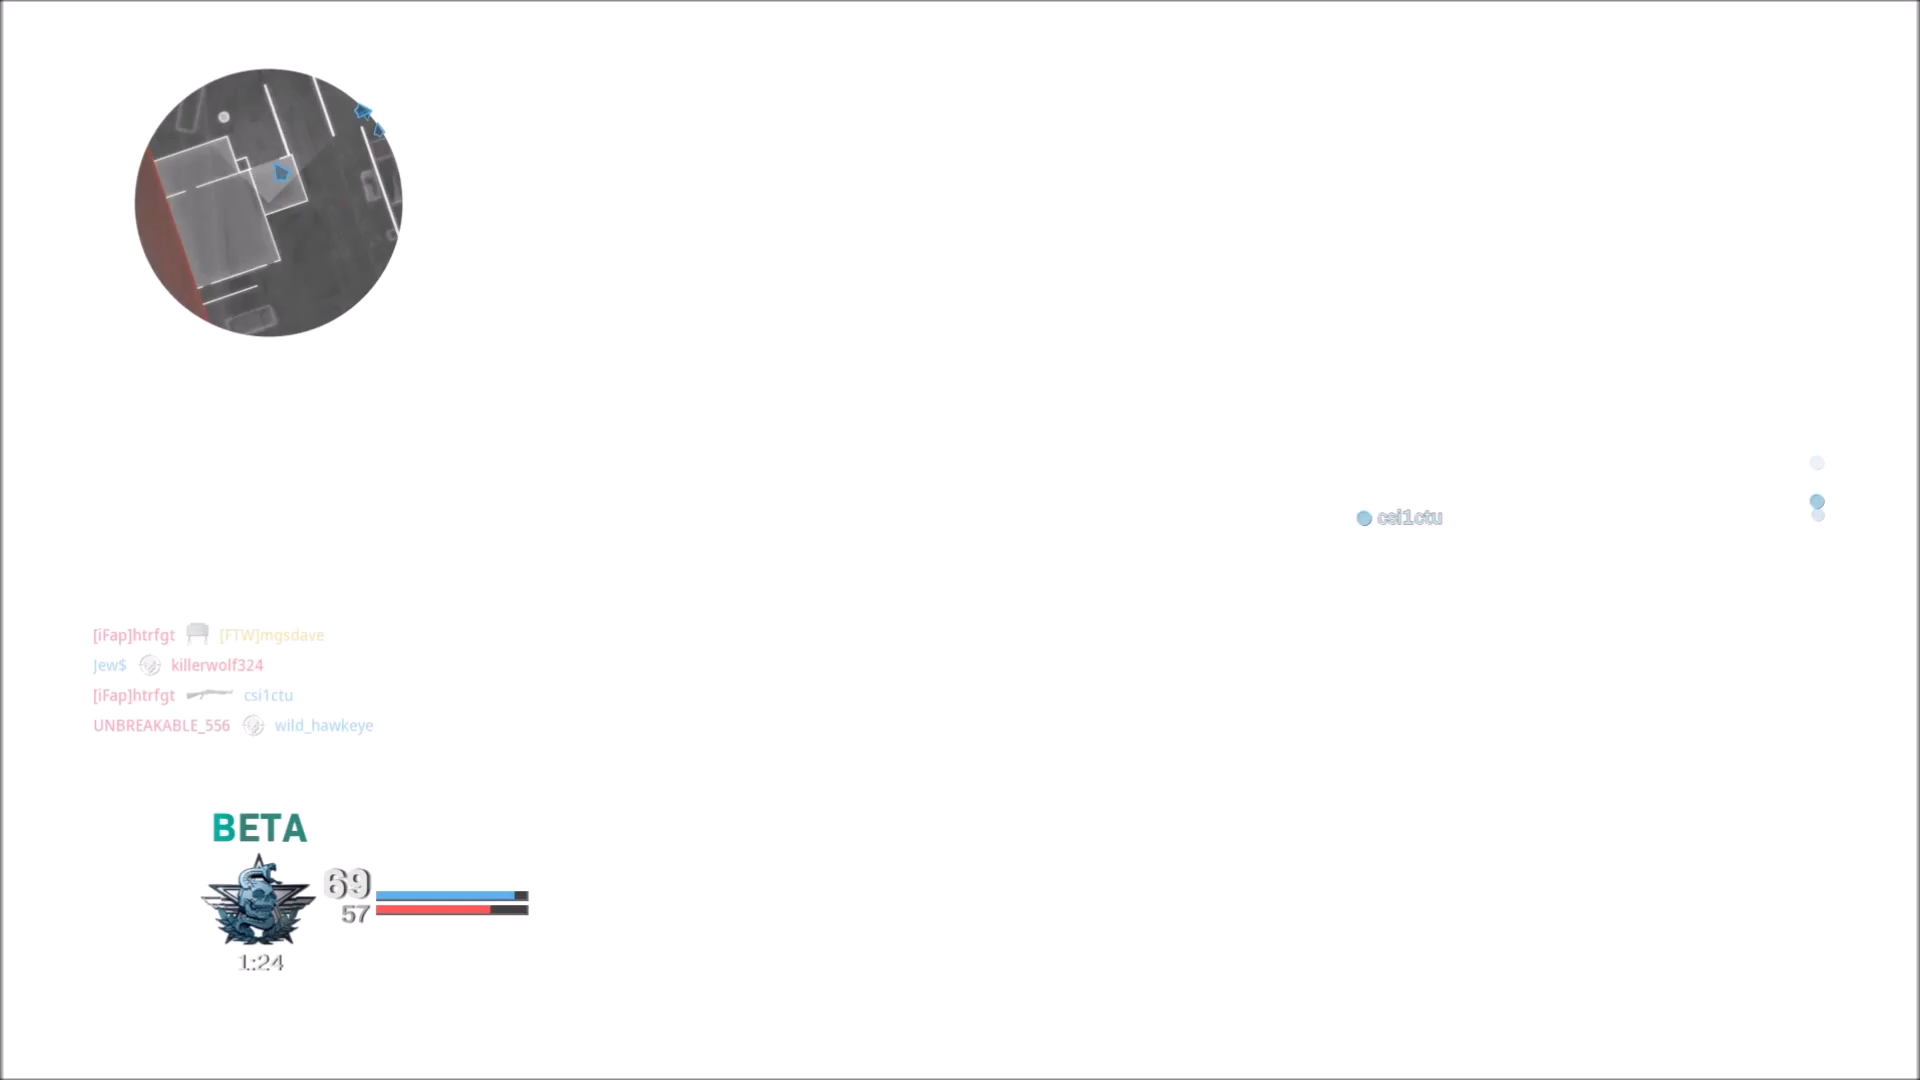 csi1ctu
[iFap]htrfgt [FTW]mgsdave
Jew$ killerwolf324
[iFap]htrfgt csi1ctu
UNBREAKABLE_556 wild_hawkeye
BETA
69
57
1:24